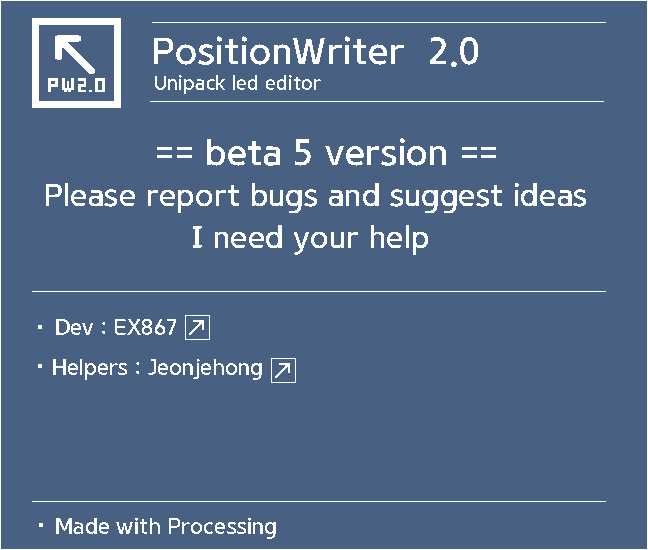 PW2.0
PositionWriter 2.0
Unipack led editor
== beta 5 version ==
Please report bugs and suggest ideas
I need your help
· Dev : EX867
· Helpers : Jeonjehong
· Made with Processing